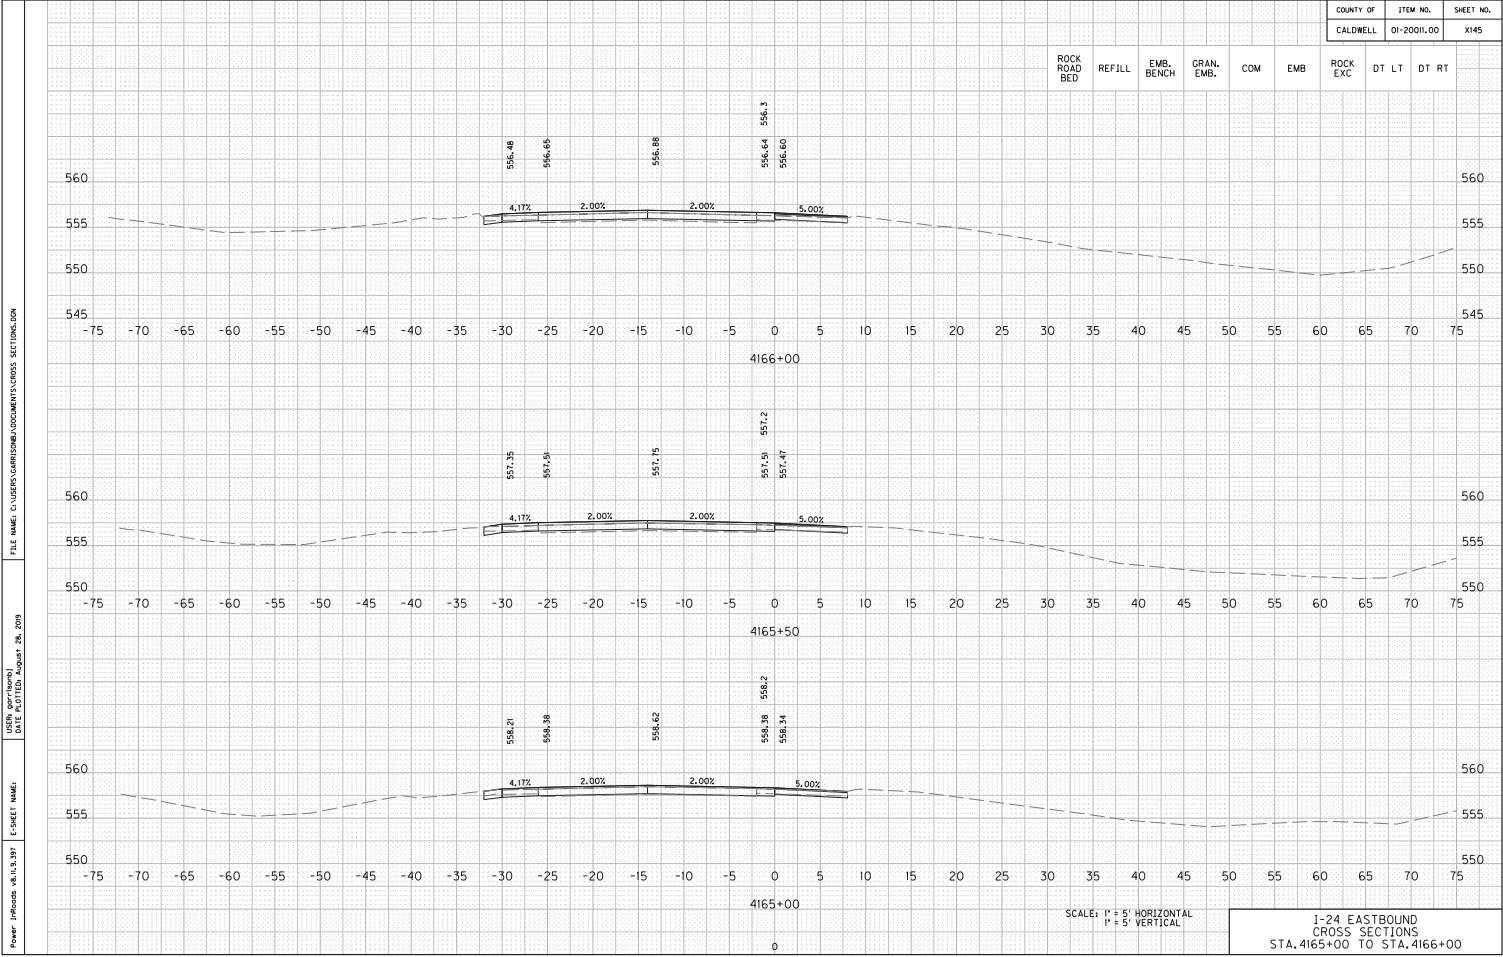 COUNTY OF ITEM NO. SHEET NO.
CALDWELL 01-20011.00 X145
ROCK ROAD BED REFILL EMB. BENCH GRAN. EMB. COM EMB ROCK EXC DT LT DT RT
556.3
556.48 556.65 556.88 556.64 556.60
560 560
4.17% 2.00% 2.00% 5.00%
555 555
550 550
545 545
-75 -70 -65 -60 -55 -50 -45 -40 -35 -30 -25 -20 -15 -10 -5 0 5 10 15 20 25 30 35 40 45 50 55 60 65 70 75
4166+00
557.2
557.35 557.51 557.75 557.51 557.47
560 560
4.17% 2.00% 2.00% 5.00%
555 555
550 550
-75 -70 -65 -60 -55 -50 -45 -40 -35 -30 -25 -20 -15 -10 -5 0 5 10 15 20 25 30 35 40 45 50 55 60 65 70 75
4165+50
558.2
558.21 558.38 558.62 558.38 558.34
560 560
4.17% 2.00% 2.00% 5.00%
555 555
550 550
-75 -70 -65 -60 -55 -50 -45 -40 -35 -30 -25 -20 -15 -10 -5 0 5 10 15 20 25 30 35 40 45 50 55 60 65 70 75
4165+00
0
SCALE: 1" = 5' HORIZONTAL
1" = 5' VERTICAL
I-24 EASTBOUND
CROSS SECTIONS
STA. 4165+00 TO STA. 4166+00
FILE NAME: C:\USERS\GARRISONBJ\DOCUMENTS\CROSS SECTIONS.DGN
USER: garrisonbj
DATE PLOTTED: August 28, 2019
E-SHEET NAME:
Power InRoads v8.11.9.397